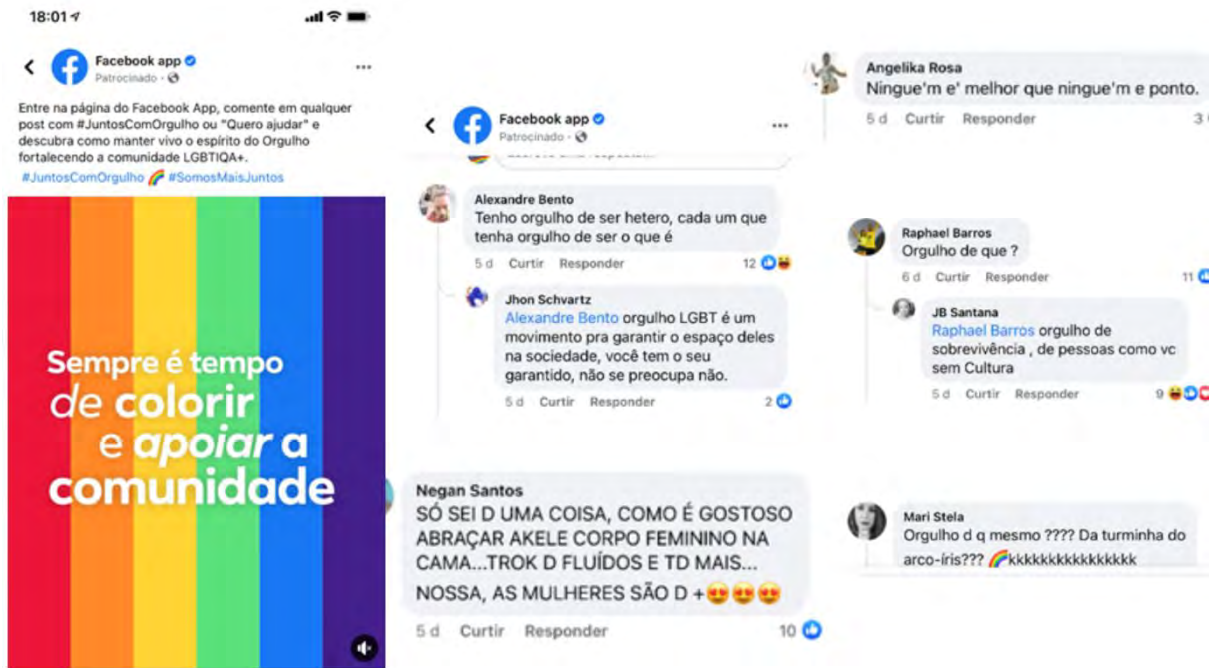 18:01
Facebook app
Patrocinado ·
Entre na página do Facebook App, comente em qualquer
post com #JuntosComOrgulho ou "Quero ajudar" e
descubra como manter vivo o espírito do Orgulho
fortalecendo a comunidade LGBTIQA+.
#JuntosComOrgulho 🌈 #SomosMaisJuntos
Sempre é tempo
de colorir
e apoiar a
comunidade
Facebook app
Patrocinado ·
Alexandre Bento
Tenho orgulho de ser hetero, cada um que
tenha orgulho de ser o que é
5 d Curtir Responder 12
Jhon Schvartz
Alexandre Bento orgulho LGBT é um
movimento pra garantir o espaço deles
na sociedade, você tem o seu
garantido, não se preocupa não.
5 d Curtir Responder 2
Negan Santos
SÓ SEI D UMA COISA, COMO É GOSTOSO
ABRAÇAR AKELE CORPO FEMININO NA
CAMA...TROK D FLUÍDOS E TD MAIS...
NOSSA, AS MULHERES SÃO D +😍😍😍
5 d Curtir Responder 10
Angelika Rosa
Ningue'm e' melhor que ningue'm e ponto.
5 d Curtir Responder 3
Raphael Barros
Orgulho de que ?
6 d Curtir Responder 11
JB Santana
Raphael Barros orgulho de
sobrevivência , de pessoas como vc
sem Cultura
5 d Curtir Responder 9
Mari Stela
Orgulho d q mesmo ???? Da turminha do
arco-íris??? 🌈kkkkkkkkkkkkkkkk